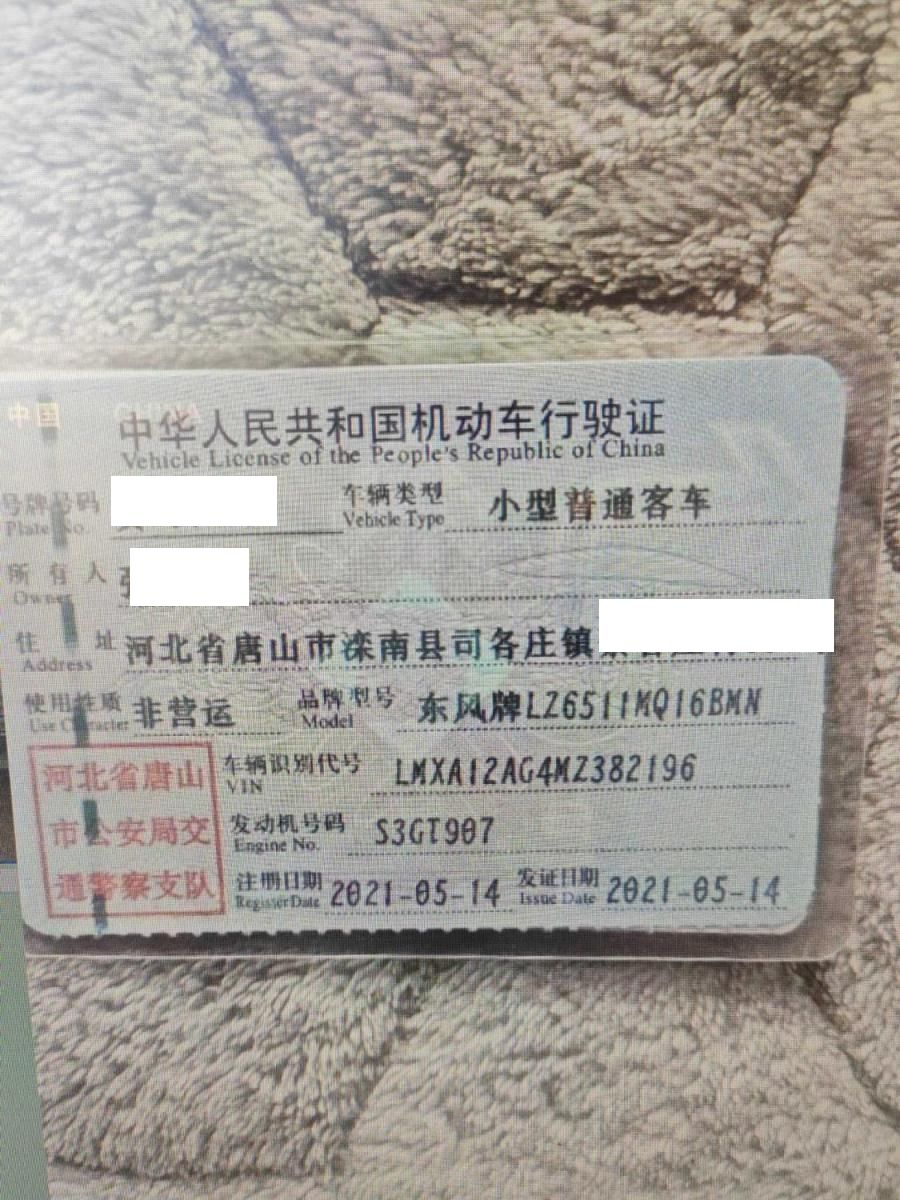 中国
中华人民共和国机动车行驶证
Vehicle License of the People's Republic of China
号牌号码
Plate No.
车辆类型 小型普通客车
Vehicle Type
所有人
Owner
住址 河北省唐山市滦南县司各庄镇
Address
使用性质 非营运 品牌型号 东风牌LZ6511MQ16BMN
Use Character Model
河北省唐山
市公安局交
通警察支队
车辆识别代号 LMXA12AG4MZ382196
VIN
发动机号码 S3GT907
Engine No.
注册日期 2021-05-14 发证日期 2021-05-14
Register Date Issue Date